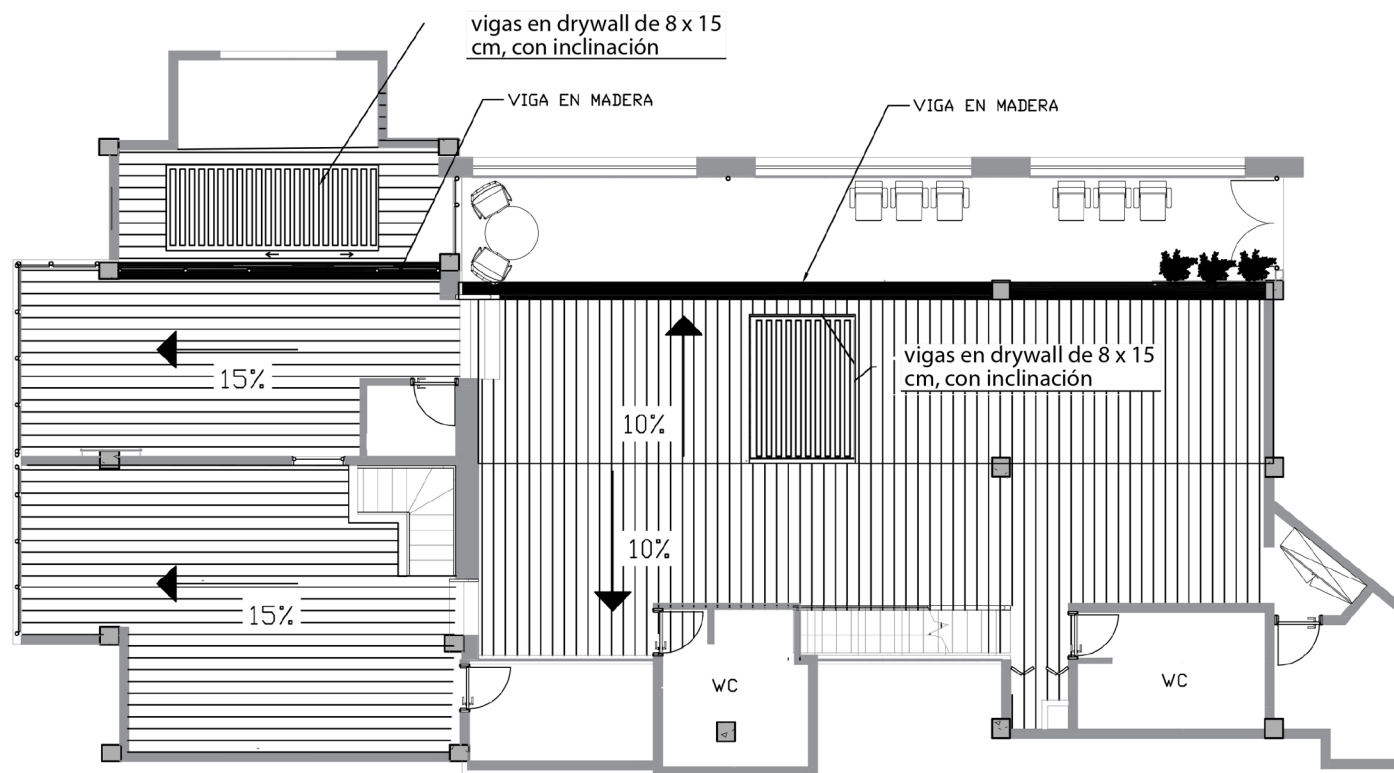 vigas en drywall de 8 x 15
cm, con inclinación
VIGA EN MADERA
VIGA EN MADERA
vigas en drywall de 8 x 15
cm, con inclinación
15%
10%
10%
15%
WC
WC